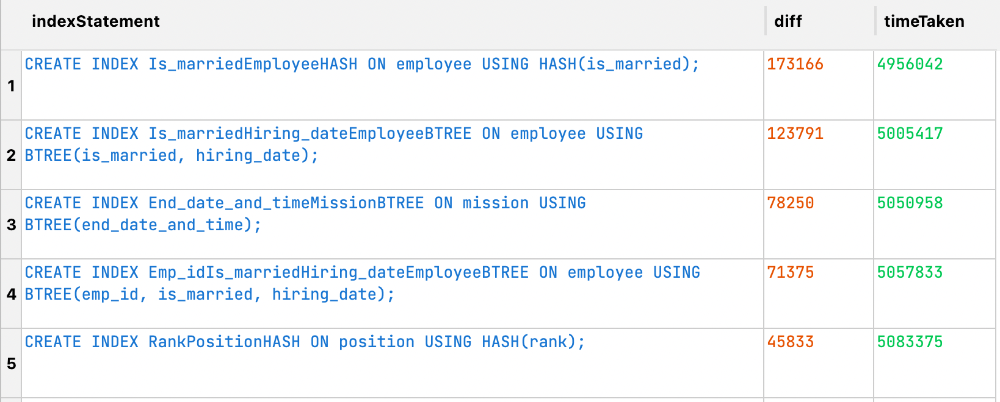 indexStatement diff timeTaken
1 CREATE INDEX Is_marriedEmployeeHASH ON employee USING HASH(is_married); 173166 4956042
2 CREATE INDEX Is_marriedHiring_dateEmployeeBTREE ON employee USING 123791 5005417
BTREE(is_married, hiring_date);
3 CREATE INDEX End_date_and_timeMissionBTREE ON mission USING 78250 5050958
BTREE(end_date_and_time);
4 CREATE INDEX Emp_idIs_marriedHiring_dateEmployeeBTREE ON employee USING 71375 5057833
BTREE(emp_id, is_married, hiring_date);
5 CREATE INDEX RankPositionHASH ON position USING HASH(rank); 45833 5083375